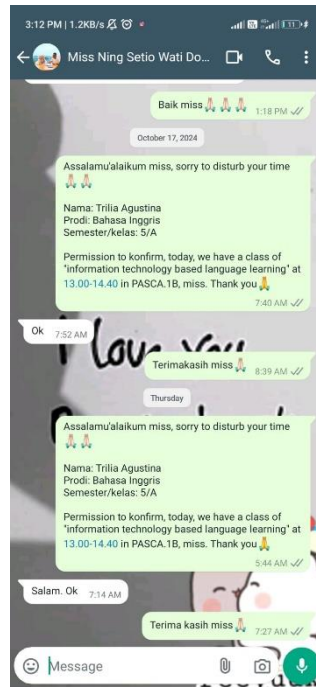 3:12 PM | 1.2KB/s
Miss Ning Setio Wati Do...
Baik miss🙏🏻🙏🏻🙏🏻 1:18 PM
October 17, 2024
Assalamu'alaikum miss, sorry to disturb your time
🙏🏻🙏🏻
Nama: Trilia Agustina
Prodi: Bahasa Inggris
Semester/kelas: 5/A
Permission to konfirm, today, we have a class of
"information technology based language learning" at
13.00-14.40 in PASCA.1B, miss. Thank you🙏
7:40 AM
Ok 7:52 AM
I love you
Terimakasih miss🙏🏻 8:39 AM
Thursday
Assalamu'alaikum miss, sorry to disturb your time
🙏🏻🙏🏻
Nama: Trilia Agustina
Prodi: Bahasa Inggris
Semester/kelas: 5/A
Permission to konfirm, today, we have a class of
"information technology based language learning" at
13.00-14.40 in PASCA.1B, miss. Thank you🙏
5:44 AM
Salam. Ok 7:14 AM
Terima kasih miss🙏🏻 7:27 AM
Message